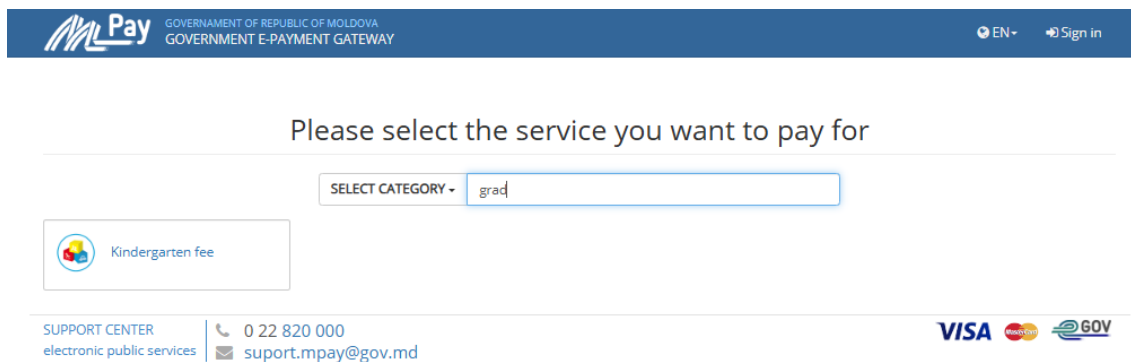 Pay
GOVERNAMENT OF REPUBLIC OF MOLDOVA
GOVERNMENT E-PAYMENT GATEWAY
EN
Sign in
Please select the service you want to pay for
SELECT CATEGORY
grad
Kindergarten fee
SUPPORT CENTER
electronic public services
0 22 820 000
suport.mpay@gov.md
VISA
MasterCard
GOV